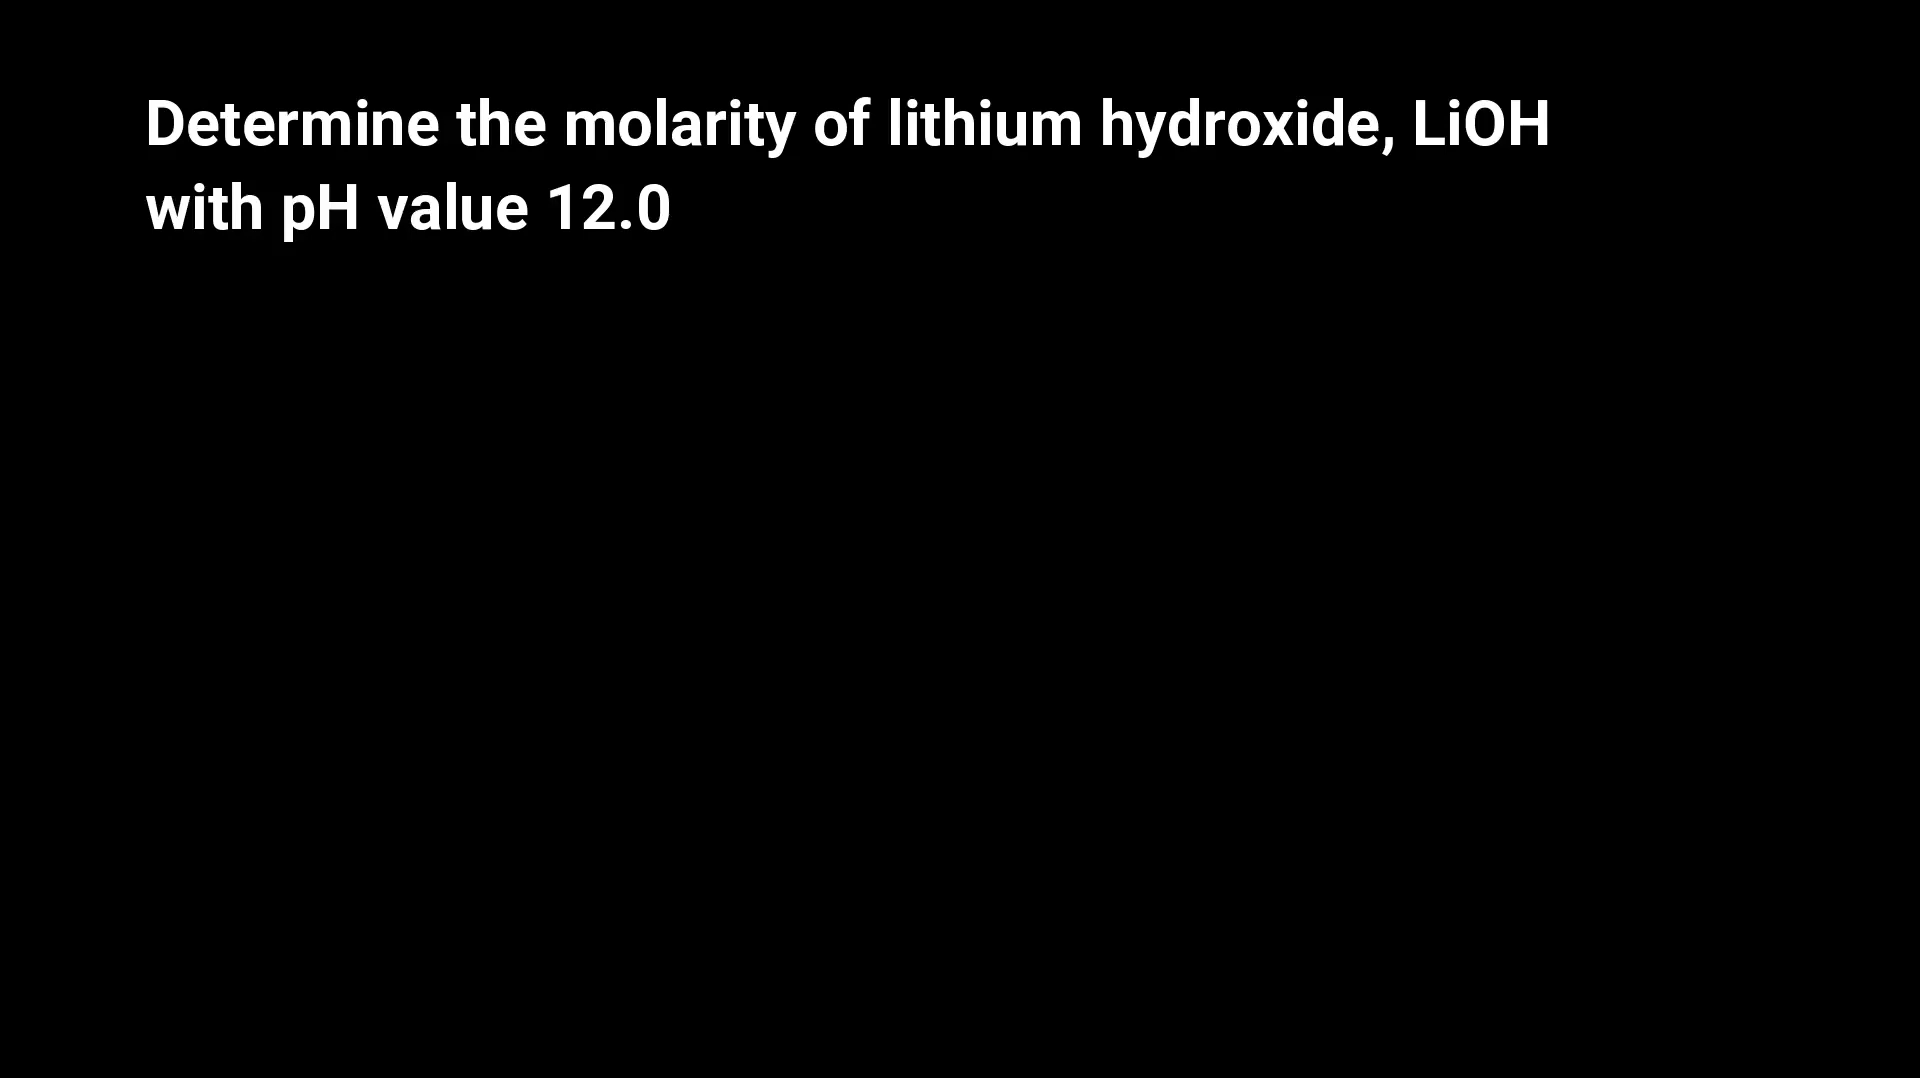 Determine the molarity of lithium hydroxide, LiOH
with pH value 12.0